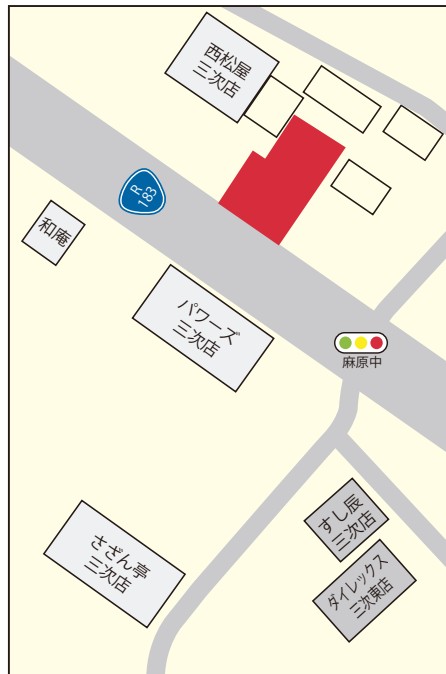 西松屋
三次店
R
183
和庵
パワーズ
三次店
麻原中
すし辰
三次店
さざん亭
三次店
ダイレックス
三次東店